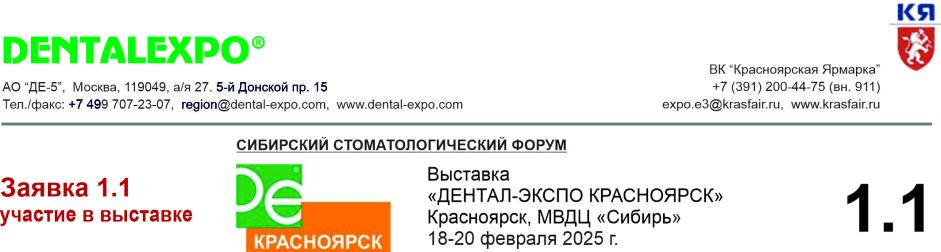 КЯ
DENTALEXPO®
АО “ДЕ-5”, Москва, 119049, а/я 27. 5-й Донской пр. 15
Тел./факс: +7 499 707-23-07, region@dental-expo.com, www.dental-expo.com
ВК “Красноярская Ярмарка”
+7 (391) 200-44-75 (вн. 911)
expo.e3@krasfair.ru, www.krasfair.ru
СИБИРСКИЙ СТОМАТОЛОГИЧЕСКИЙ ФОРУМ
Заявка 1.1
участие в выставке
De
КРАСНОЯРСК
Выставка
«ДЕНТАЛ-ЭКСПО КРАСНОЯРСК»
Красноярск, МВДЦ «Сибирь»
18-20 февраля 2025 г.
1.1